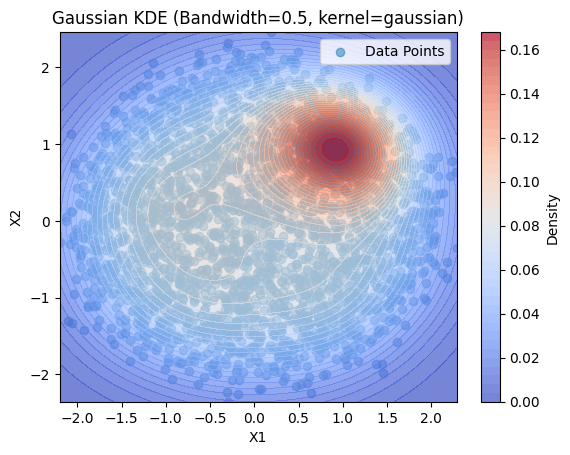 Gaussian KDE (Bandwidth=0.5, kernel=gaussian)
Data Points
X2
2
1
0
−1
−2
−2.0 −1.5 −1.0 −0.5 0.0 0.5 1.0 1.5 2.0
X1
0.16
0.14
0.12
0.10
0.08
0.06
0.04
0.02
0.00
Density